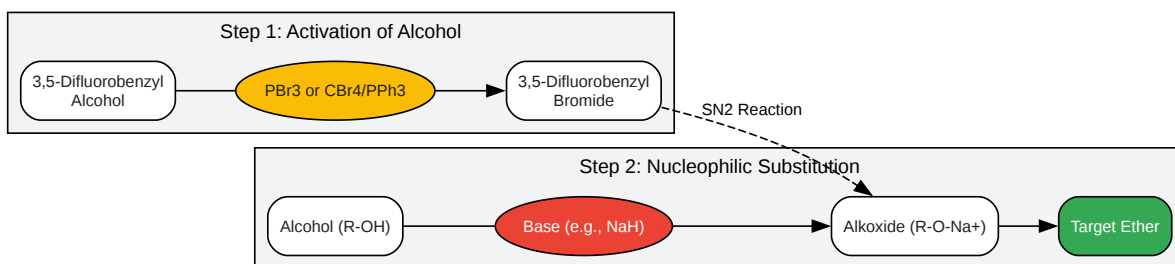 Step 1: Activation of Alcohol
3,5-Difluorobenzyl
Alcohol
PBr3 or CBr4/PPh3
3,5-Difluorobenzyl
Bromide
SN2 Reaction
Step 2: Nucleophilic Substitution
Alcohol (R-OH)
Base (e.g., NaH)
Alkoxide (R-O-Na+)
Target Ether